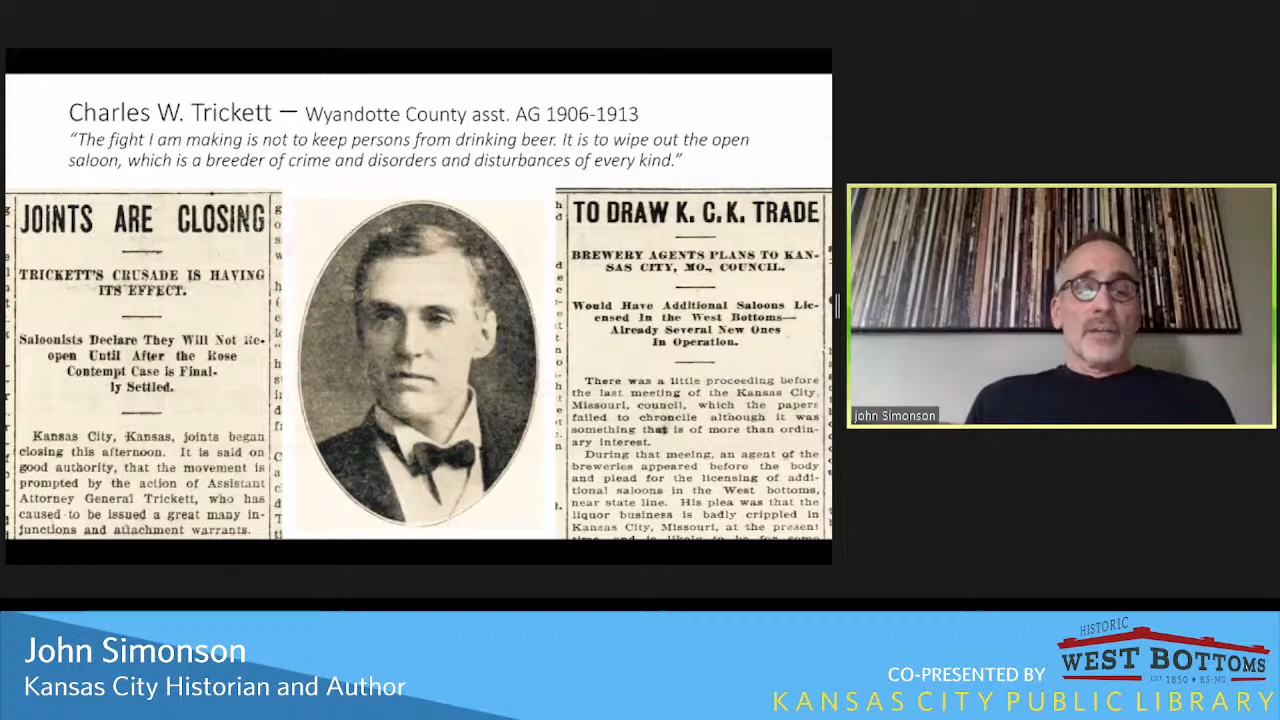 Charles W. Trickett — Wyandotte County asst. AG 1906-1913
“The fight I am making is not to keep persons from drinking beer. It is to wipe out the open
saloon, which is a breeder of crime and disorders and disturbances of every kind.”
JOINTS ARE CLOSING
TRICKETT'S CRUSADE IS HAVING
ITS EFFECT.
Saloonists Declare They Will Not Re-
open Until After the Rose
Contempt Case is Final-
ly Settled.
Kansas City, Kansas, joints began
closing this afternoon. It is said on
good authority, that the movement is
prompted by the action of Assistant
Attorney General Trickett, who has
caused to be issued a great many in-
junctions and attachment warrants.
TO DRAW K. C. K. TRADE
BREWERY AGENTS PLANS TO KAN-
SAS CITY, MO., COUNCIL.
Would Have Additional Saloons Lic-
ensed In the West Bottoms—
Already Several New Ones
In Operation.
There was a little proceeding before
the last meeting of the Kansas City,
Missouri, council, which the papers
failed to chroncile although it was
something that is of more than ordin-
ary interest.
During that meeing, an agent of the
breweries appeared before the body
and plead for the licensing of addi-
tional saloons in the West bottoms,
near state line. His plea was that the
liquor business is badly crippled in
Kansas City, Missouri, at the present
John Simonson
John Simonson
Kansas City Historian and Author
CO-PRESENTED BY
HISTORIC
WEST BOTTOMS
EST 1850 ★ KS-MO
KANSAS CITY PUBLIC LIBRARY